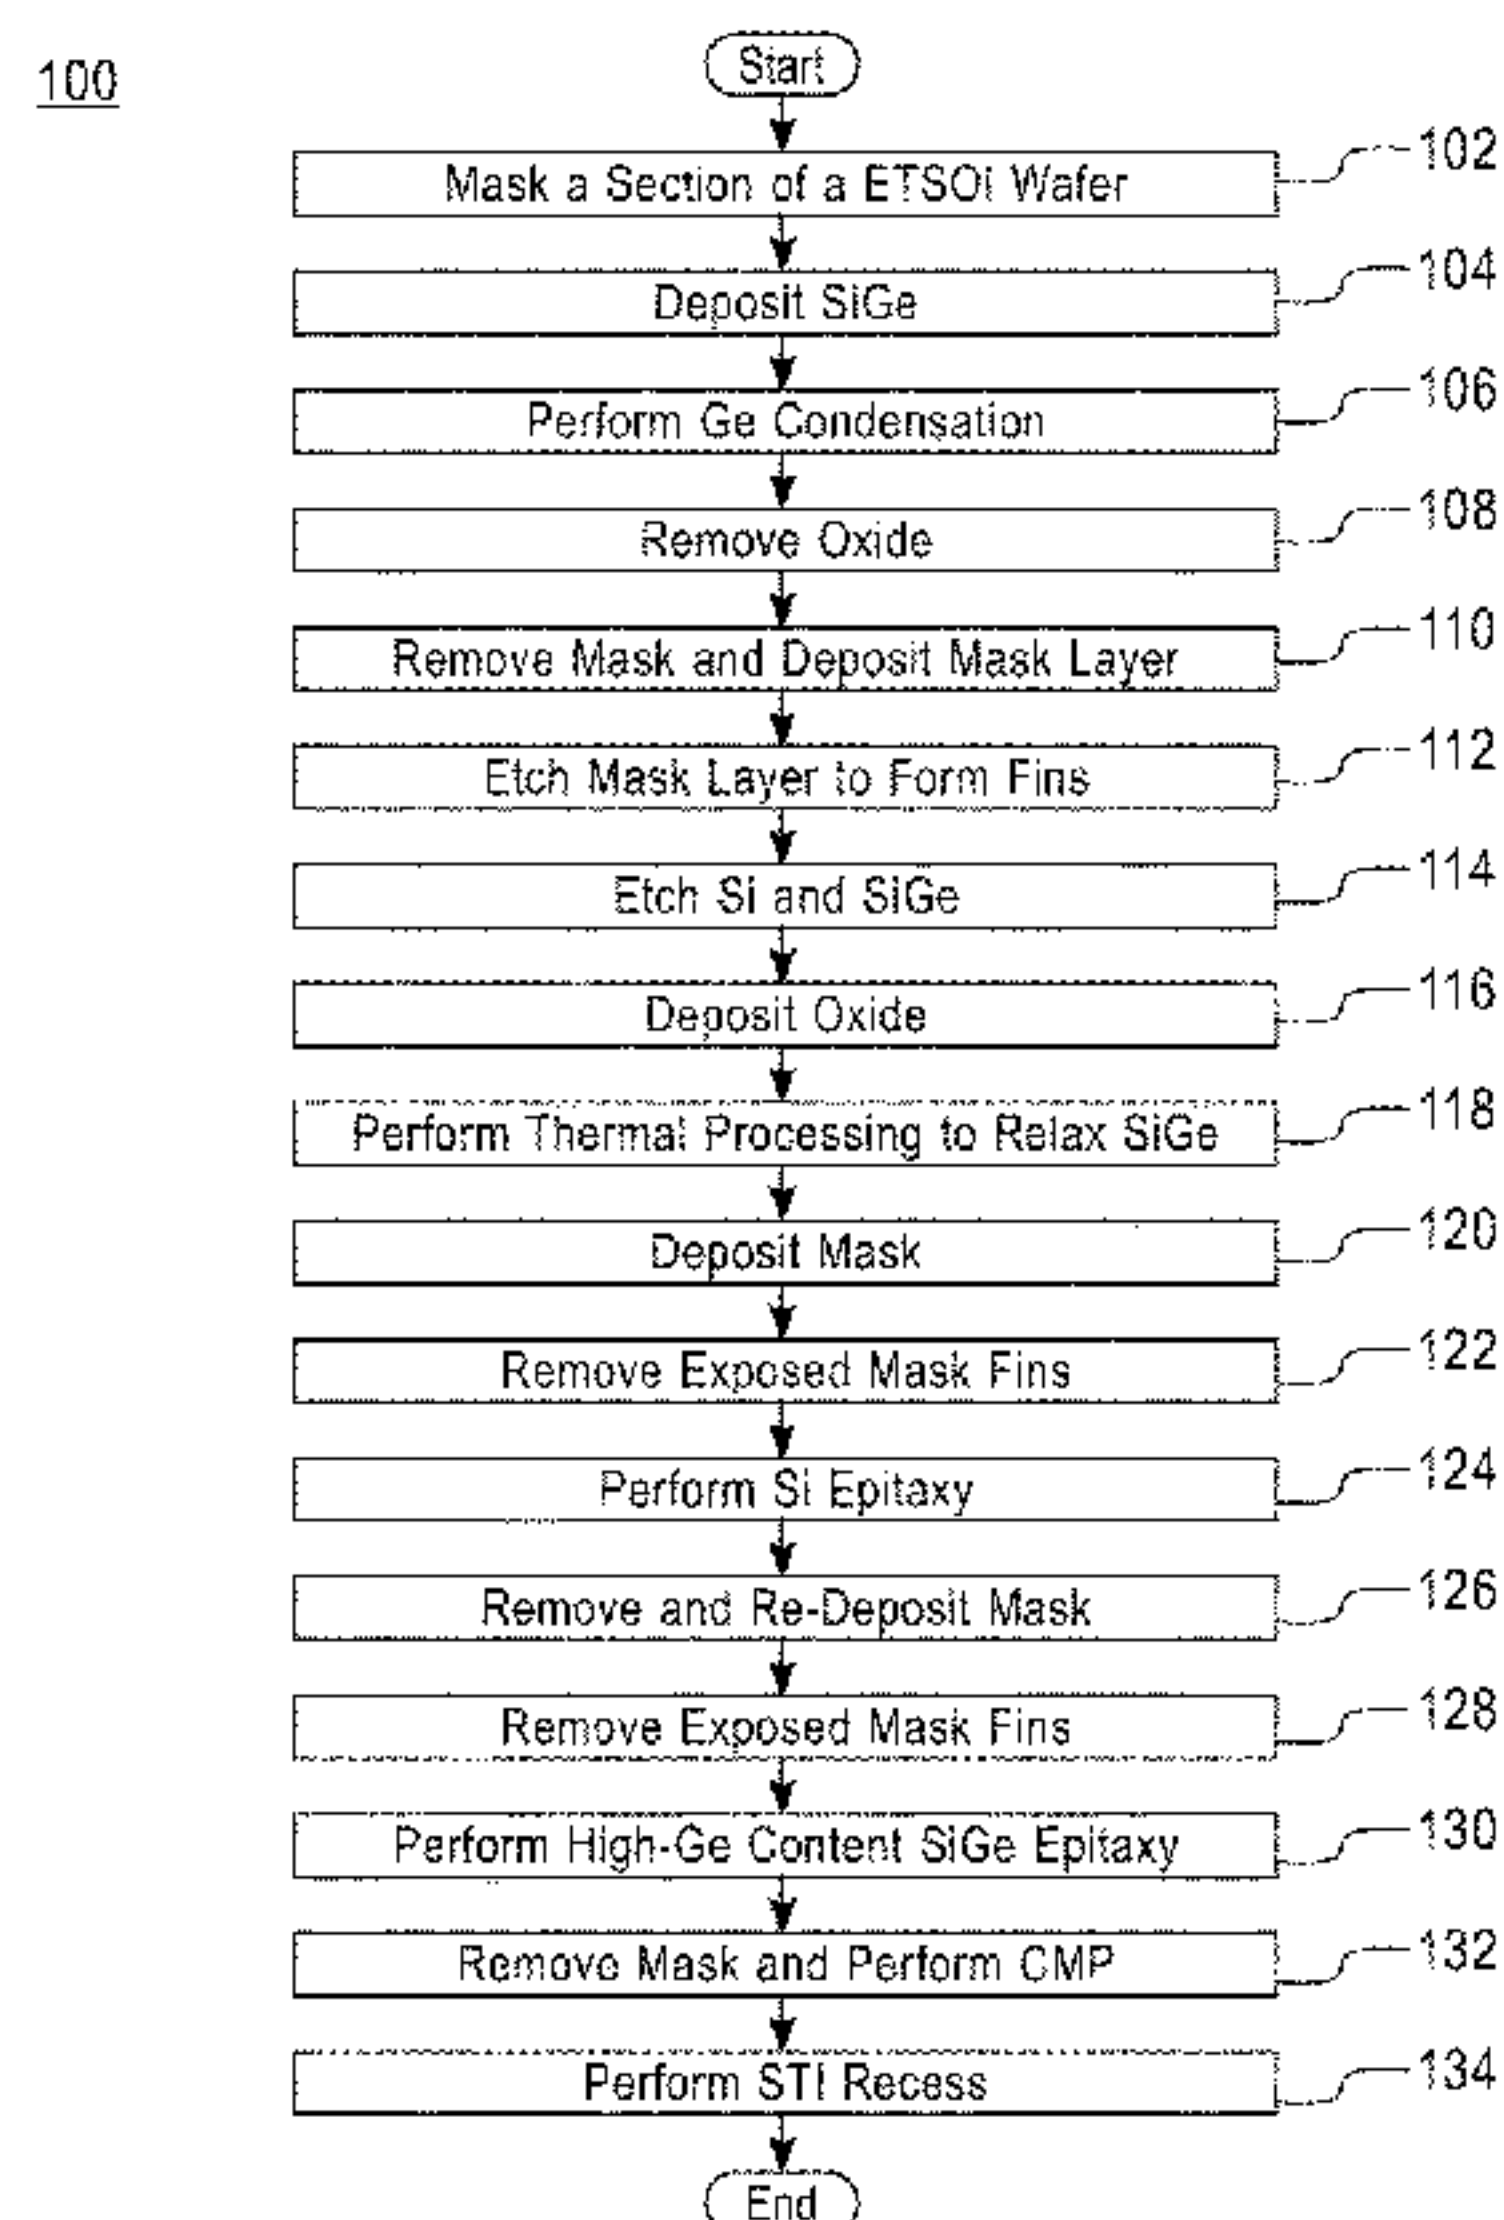 100
Start
Mask a Section of a ETSOI Wafer
102
Deposit SiGe
104
Perform Ge Condensation
106
Remove Oxide
108
Remove Mask and Deposit Mask Layer
110
Etch Mask Layer to Form Fins
112
Etch Si and SiGe
114
Deposit Oxide
116
Perform Thermal Processing to Relax SiGe
118
Deposit Mask
120
Remove Exposed Mask Fins
122
Perform Si Epitaxy
124
Remove and Re-Deposit Mask
126
Remove Exposed Mask Fins
128
Perform High-Ge Content SiGe Epitaxy
130
Remove Mask and Perform CMP
132
Perform STI Recess
134
End